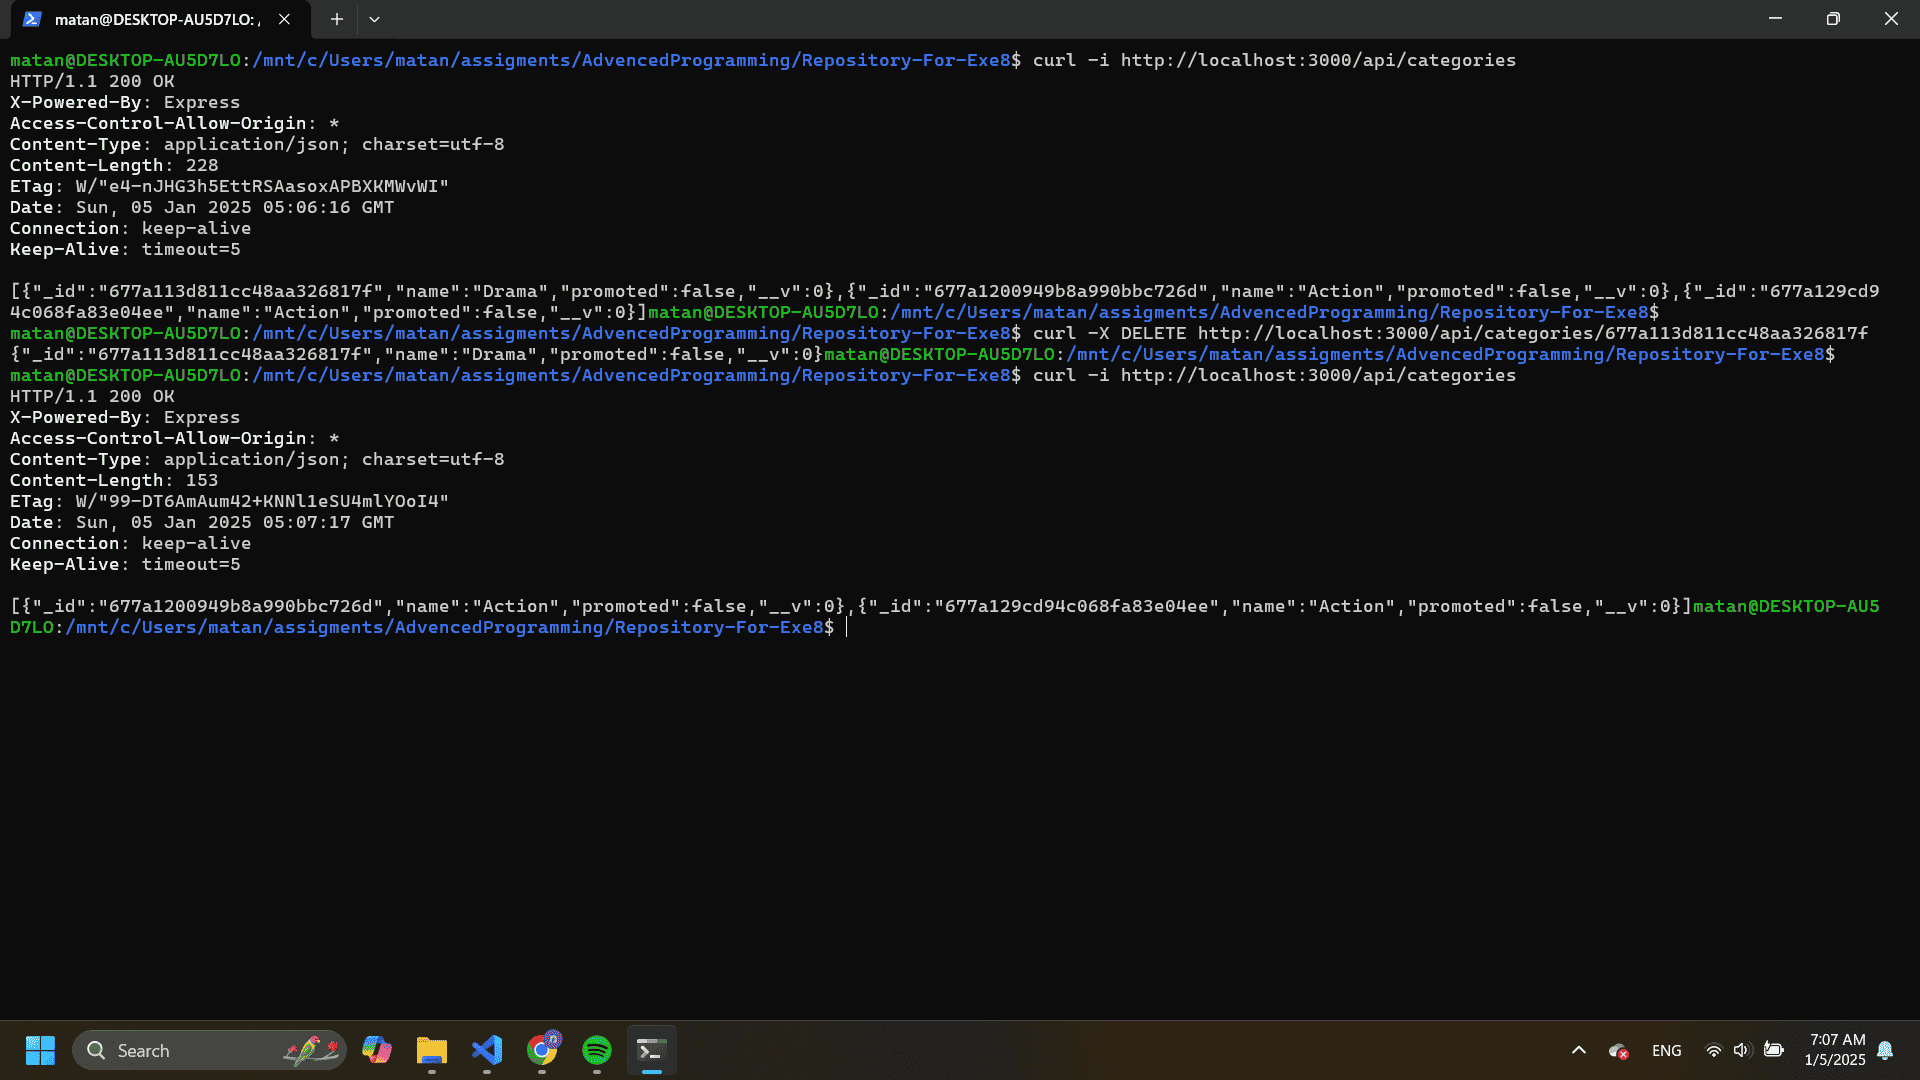 matan@DESKTOP-AU5D7LO: /
matan@DESKTOP-AU5D7LO:/mnt/c/Users/matan/assigments/AdvencedProgramming/Repository-For-Exe8$ curl -i http://localhost:3000/api/categories
HTTP/1.1 200 OK
X-Powered-By: Express
Access-Control-Allow-Origin: *
Content-Type: application/json; charset=utf-8
Content-Length: 228
ETag: W/"e4-nJHG3h5EttRSAasoxAPBXKMWvWI"
Date: Sun, 05 Jan 2025 05:06:16 GMT
Connection: keep-alive
Keep-Alive: timeout=5
[{"_id":"677a113d811cc48aa326817f","name":"Drama","promoted":false,"__v":0},{"_id":"677a1200949b8a990bbc726d","name":"Action","promoted":false,"__v":0},{"_id":"677a129cd9
4c068fa83e04ee","name":"Action","promoted":false,"__v":0}]matan@DESKTOP-AU5D7LO:/mnt/c/Users/matan/assigments/AdvencedProgramming/Repository-For-Exe8$
matan@DESKTOP-AU5D7LO:/mnt/c/Users/matan/assigments/AdvencedProgramming/Repository-For-Exe8$ curl -X DELETE http://localhost:3000/api/categories/677a113d811cc48aa326817f
{"_id":"677a113d811cc48aa326817f","name":"Drama","promoted":false,"__v":0}matan@DESKTOP-AU5D7LO:/mnt/c/Users/matan/assigments/AdvencedProgramming/Repository-For-Exe8$
matan@DESKTOP-AU5D7LO:/mnt/c/Users/matan/assigments/AdvencedProgramming/Repository-For-Exe8$ curl -i http://localhost:3000/api/categories
HTTP/1.1 200 OK
X-Powered-By: Express
Access-Control-Allow-Origin: *
Content-Type: application/json; charset=utf-8
Content-Length: 153
ETag: W/"99-DT6AmAum42+KNNl1eSU4mlYOoI4"
Date: Sun, 05 Jan 2025 05:07:17 GMT
Connection: keep-alive
Keep-Alive: timeout=5
[{"_id":"677a1200949b8a990bbc726d","name":"Action","promoted":false,"__v":0},{"_id":"677a129cd94c068fa83e04ee","name":"Action","promoted":false,"__v":0}]matan@DESKTOP-AU5
D7LO:/mnt/c/Users/matan/assigments/AdvencedProgramming/Repository-For-Exe8$
Search
ENG
7:07 AM
1/5/2025